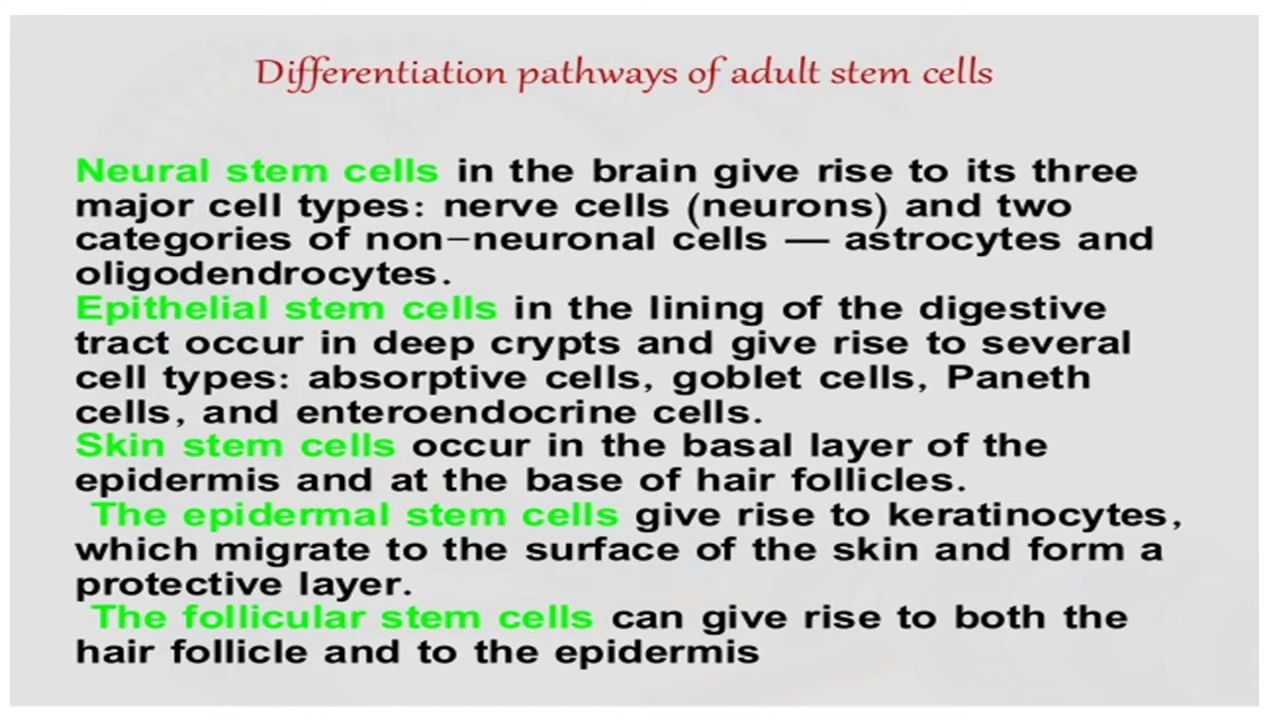 Differentiation pathways of adult stem cells
Neural stem cells in the brain give rise to its three
major cell types: nerve cells (neurons) and two
categories of non–neuronal cells — astrocytes and
oligodendrocytes.
Epithelial stem cells in the lining of the digestive
tract occur in deep crypts and give rise to several
cell types: absorptive cells, goblet cells, Paneth
cells, and enteroendocrine cells.
Skin stem cells occur in the basal layer of the
epidermis and at the base of hair follicles.
The epidermal stem cells give rise to keratinocytes,
which migrate to the surface of the skin and form a
protective layer.
The follicular stem cells can give rise to both the
hair follicle and to the epidermis